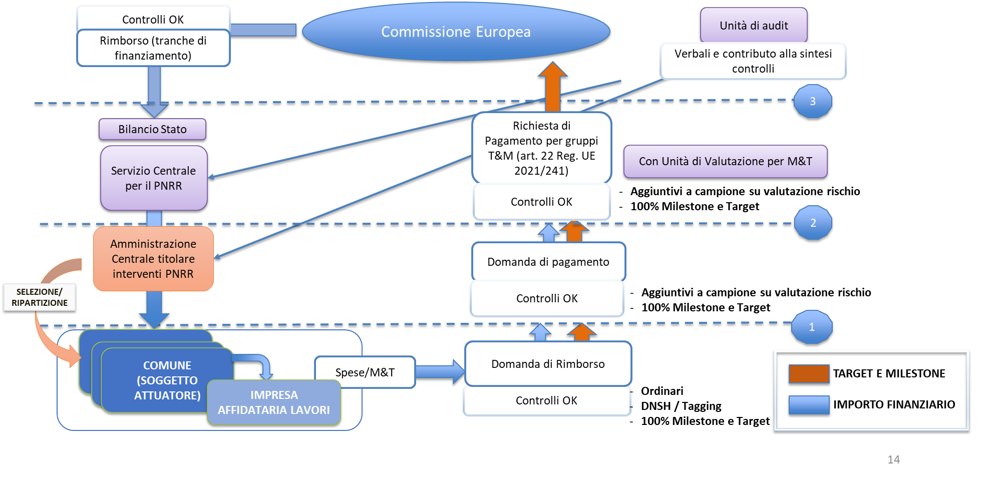 Controlli OK
Rimborso (tranche di
finanziamento)
Commissione Europea
Unità di audit
Verbali e contributo alla sintesi
controlli
3
Bilancio Stato
Servizio Centrale
per il PNRR
Richiesta di
Pagamento per gruppi
T&M (art. 22 Reg. UE
2021/241)
Controlli OK
Con Unità di Valutazione per M&T
- Aggiuntivi a campione su valutazione rischio
- 100% Milestone e Target
2
Amministrazione
Centrale titolare
interventi PNRR
SELEZIONE/
RIPARTIZIONE
Domanda di pagamento
Controlli OK
- Aggiuntivi a campione su valutazione rischio
- 100% Milestone e Target
1
COMUNE
(SOGGETTO
ATTUATORE)
IMPRESA
AFFIDATARIA LAVORI
Spese/M&T
Domanda di Rimborso
Controlli OK
- Ordinari
- DNSH / Tagging
- 100% Milestone e Target
TARGET E MILESTONE
IMPORTO FINANZIARIO
14